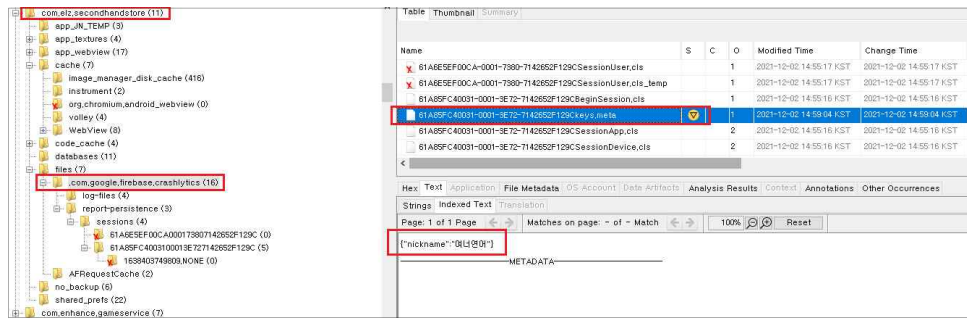 com.elz.secondhandstore (11)
app_JN_TEMP (3)
app_textures (4)
app_webview (17)
cache (7)
image_manager_disk_cache (416)
instrument (2)
org.chromium.android_webview (0)
volley (4)
WebView (8)
code_cache (4)
databases (11)
files (7)
.com.google.firebase.crashlytics (16)
log-files (4)
report-persistence (3)
sessions (4)
61A6E5EF00CA000173807142652F129C (0)
61A85FC4003100013E727142652F129C (5)
1638403749809.NONE (0)
AFRequestCache (2)
no_backup (6)
shared_prefs (22)
com.enhance.gameservice (7)
Table Thumbnail Summary
Name S C O Modified Time Change Time
61A6E5EF00CA-0001-7380-7142652F129CSessionUser.cls 1 2021-12-02 14:55:17 KST 2021-12-02 14:55:17 KST
61A6E5EF00CA-0001-7380-7142652F129CSessionUser.cls_temp 1 2021-12-02 14:55:17 KST 2021-12-02 14:55:17 KST
61A85FC40031-0001-3E72-7142652F129CBeginSession.cls 1 2021-12-02 14:55:16 KST 2021-12-02 14:55:16 KST
61A85FC40031-0001-3E72-7142652F129Ckeys.meta 1 2021-12-02 14:59:04 KST 2021-12-02 14:59:04 KST
61A85FC40031-0001-3E72-7142652F129CSessionApp.cls 2 2021-12-02 14:55:16 KST 2021-12-02 14:55:16 KST
61A85FC40031-0001-3E72-7142652F129CSessionDevice.cls 2 2021-12-02 14:55:16 KST 2021-12-02 14:55:16 KST
Hex Text Application File Metadata OS Account Data Artifacts Analysis Results Context Annotations Other Occurrences
Strings Indexed Text Translation
Page: 1 of 1 Page Matches on page: - of - Match 100% Reset
{"nickname":"여너연어"}
METADATA